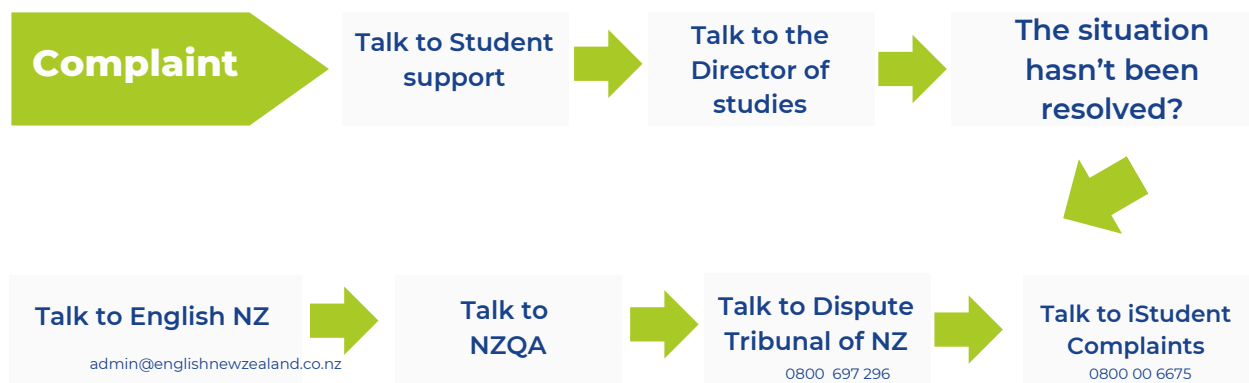 Complaint
Talk to Student
support
Talk to the
Director of
studies
The situation
hasn't been
resolved?
Talk to English NZ
admin@englishnewzealand.co.nz
Talk to
NZQA
Talk to Dispute
Tribunal of NZ
0800 697 296
Talk to iStudent
Complaints
0800 00 6675